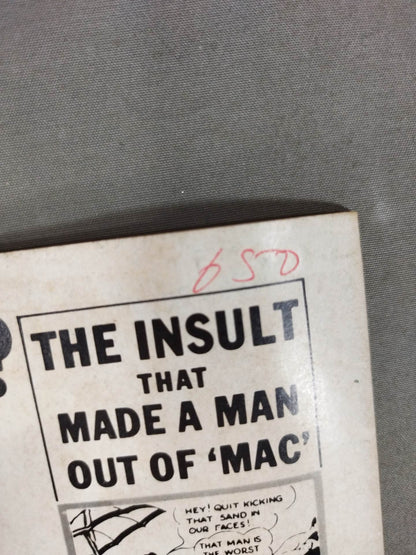 650
?
THE INSULT
THAT
MADE A MAN
OUT OF 'MAC'
HEY! QUIT KICKING
THAT SAND IN
OUR FACES!
THAT MAN IS
THE WORST